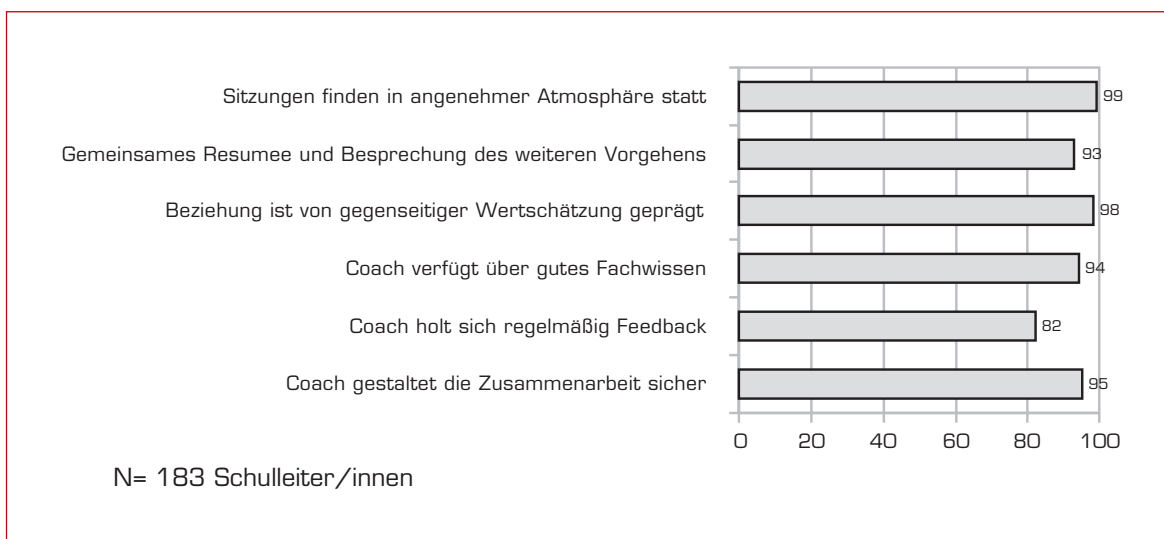 Sitzungen finden in angenehmer Atmosphäre statt 99
Gemeinsames Resumee und Besprechung des weiteren Vorgehens 93
Beziehung ist von gegenseitiger Wertschätzung geprägt 98
Coach verfügt über gutes Fachwissen 94
Coach holt sich regelmäßig Feedback 82
Coach gestaltet die Zusammenarbeit sicher 95
0 20 40 60 80 100
N= 183 Schulleiter/innen